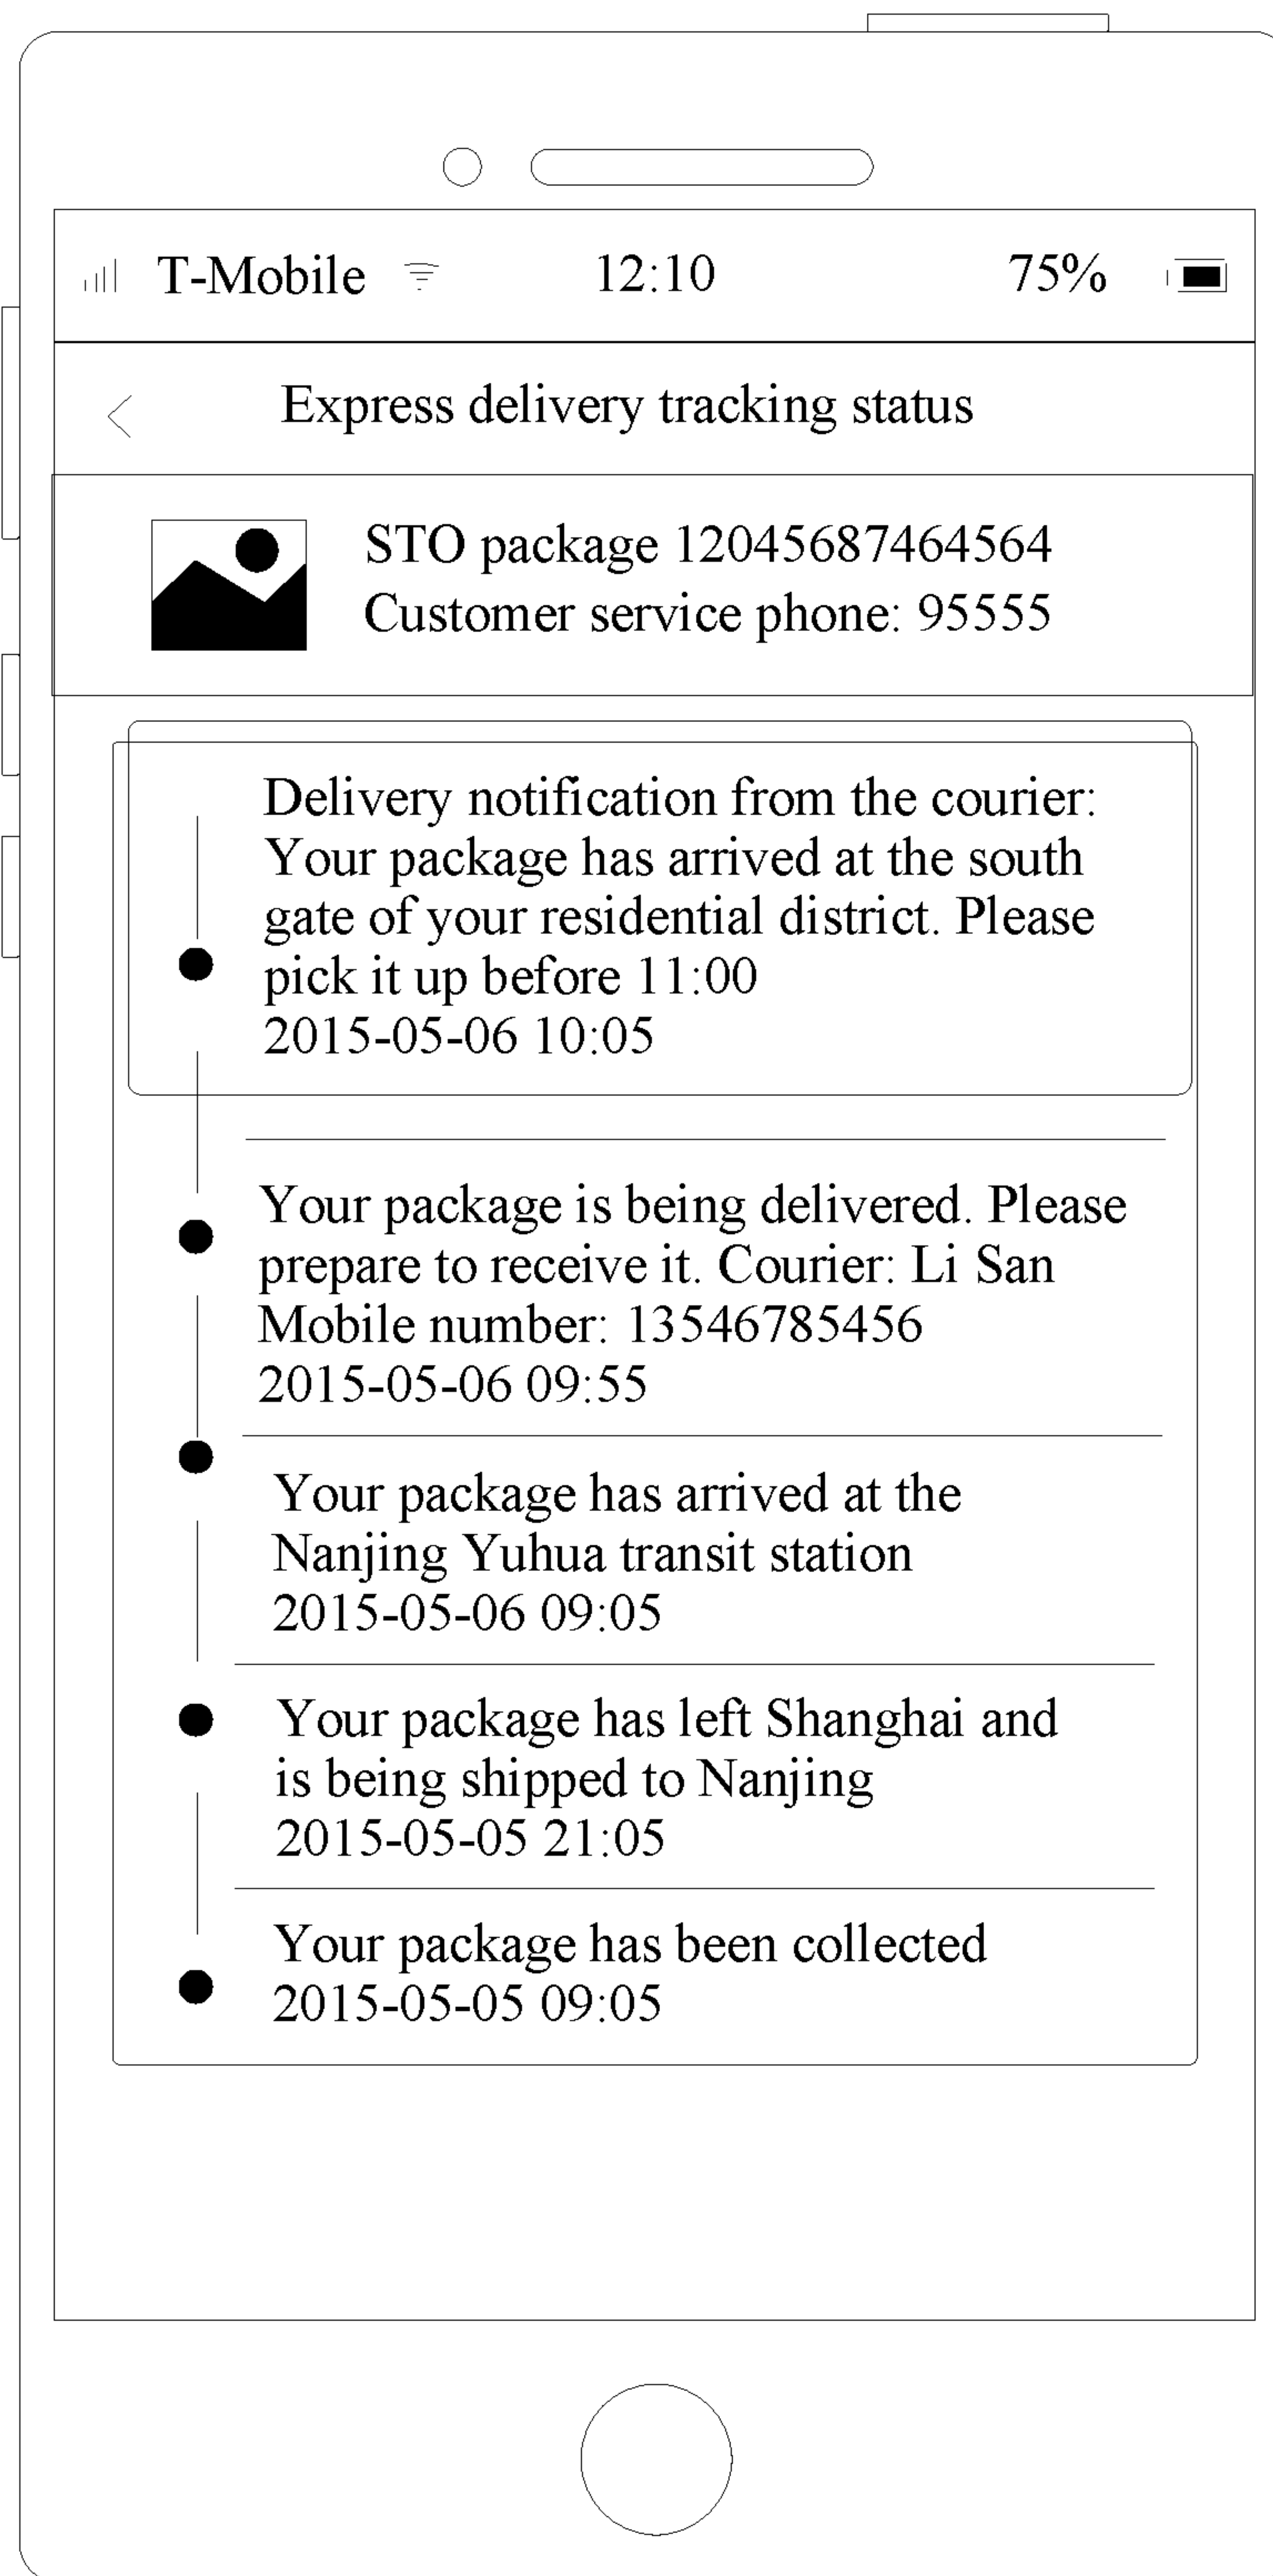 T-Mobile 12:10 75%
Express delivery tracking status
STO package 12045687464564
Customer service phone: 95555
Delivery notification from the courier:
Your package has arrived at the south
gate of your residential district. Please
pick it up before 11:00
2015-05-06 10:05
Your package is being delivered. Please
prepare to receive it. Courier: Li San
Mobile number: 13546785456
2015-05-06 09:55
Your package has arrived at the
Nanjing Yuhua transit station
2015-05-06 09:05
Your package has left Shanghai and
is being shipped to Nanjing
2015-05-05 21:05
Your package has been collected
2015-05-05 09:05